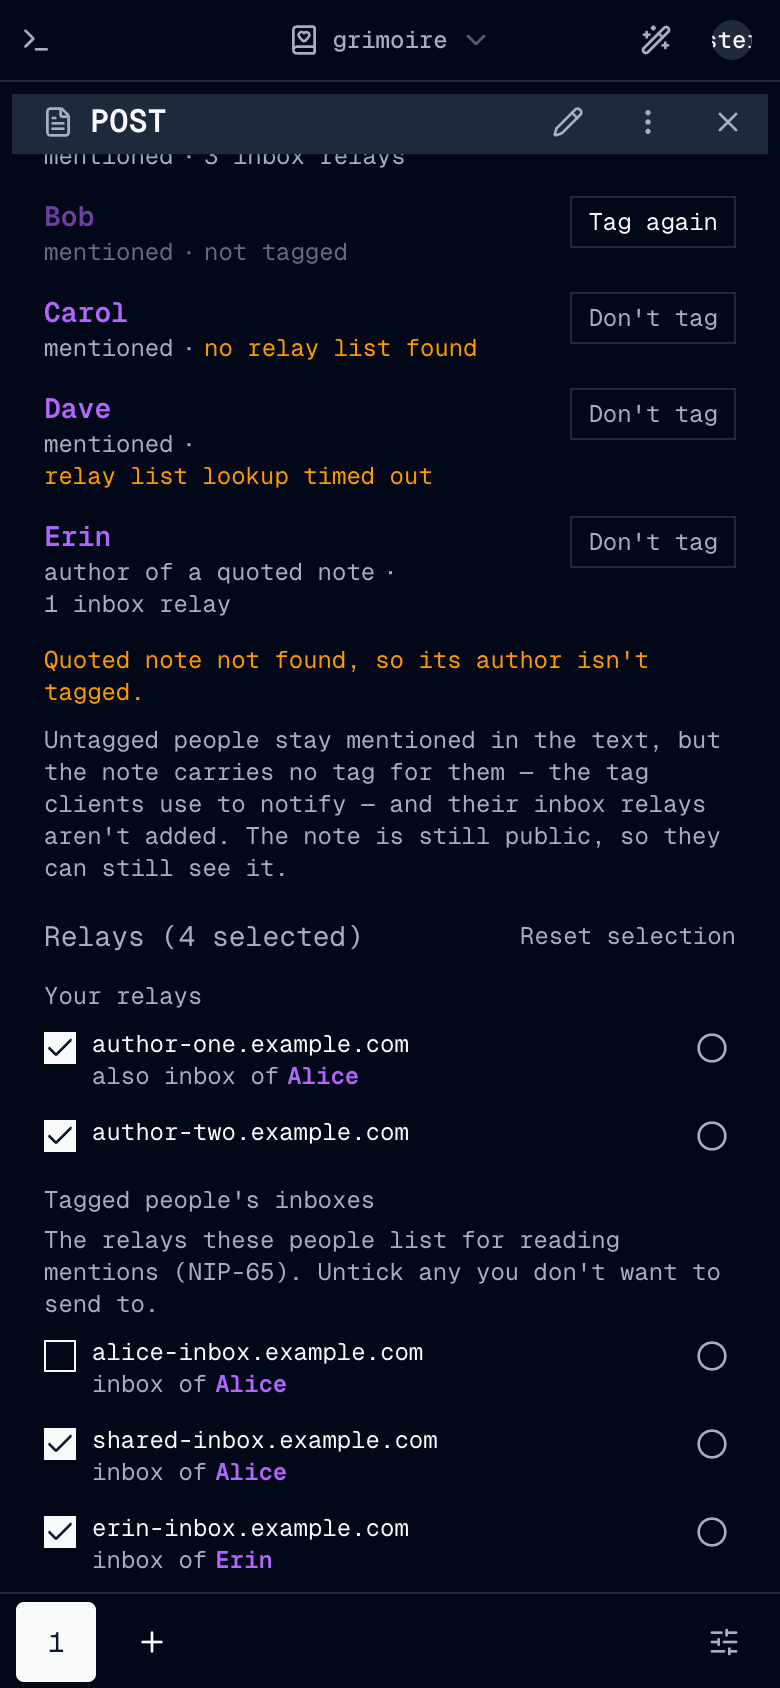 grimoire
ster
POST
mentioned · 3 inbox relays
Bob
Tag again
mentioned · not tagged
Carol
Don't tag
mentioned · no relay list found
Dave
Don't tag
mentioned ·
relay list lookup timed out
Erin
Don't tag
author of a quoted note ·
1 inbox relay
Quoted note not found, so its author isn't
tagged.
Untagged people stay mentioned in the text, but
the note carries no tag for them — the tag
clients use to notify — and their inbox relays
aren't added. The note is still public, so they
can still see it.
Relays (4 selected)
Reset selection
Your relays
author-one.example.com
also inbox of Alice
author-two.example.com
Tagged people's inboxes
The relays these people list for reading
mentions (NIP-65). Untick any you don't want to
send to.
alice-inbox.example.com
inbox of Alice
shared-inbox.example.com
inbox of Alice
erin-inbox.example.com
inbox of Erin
1